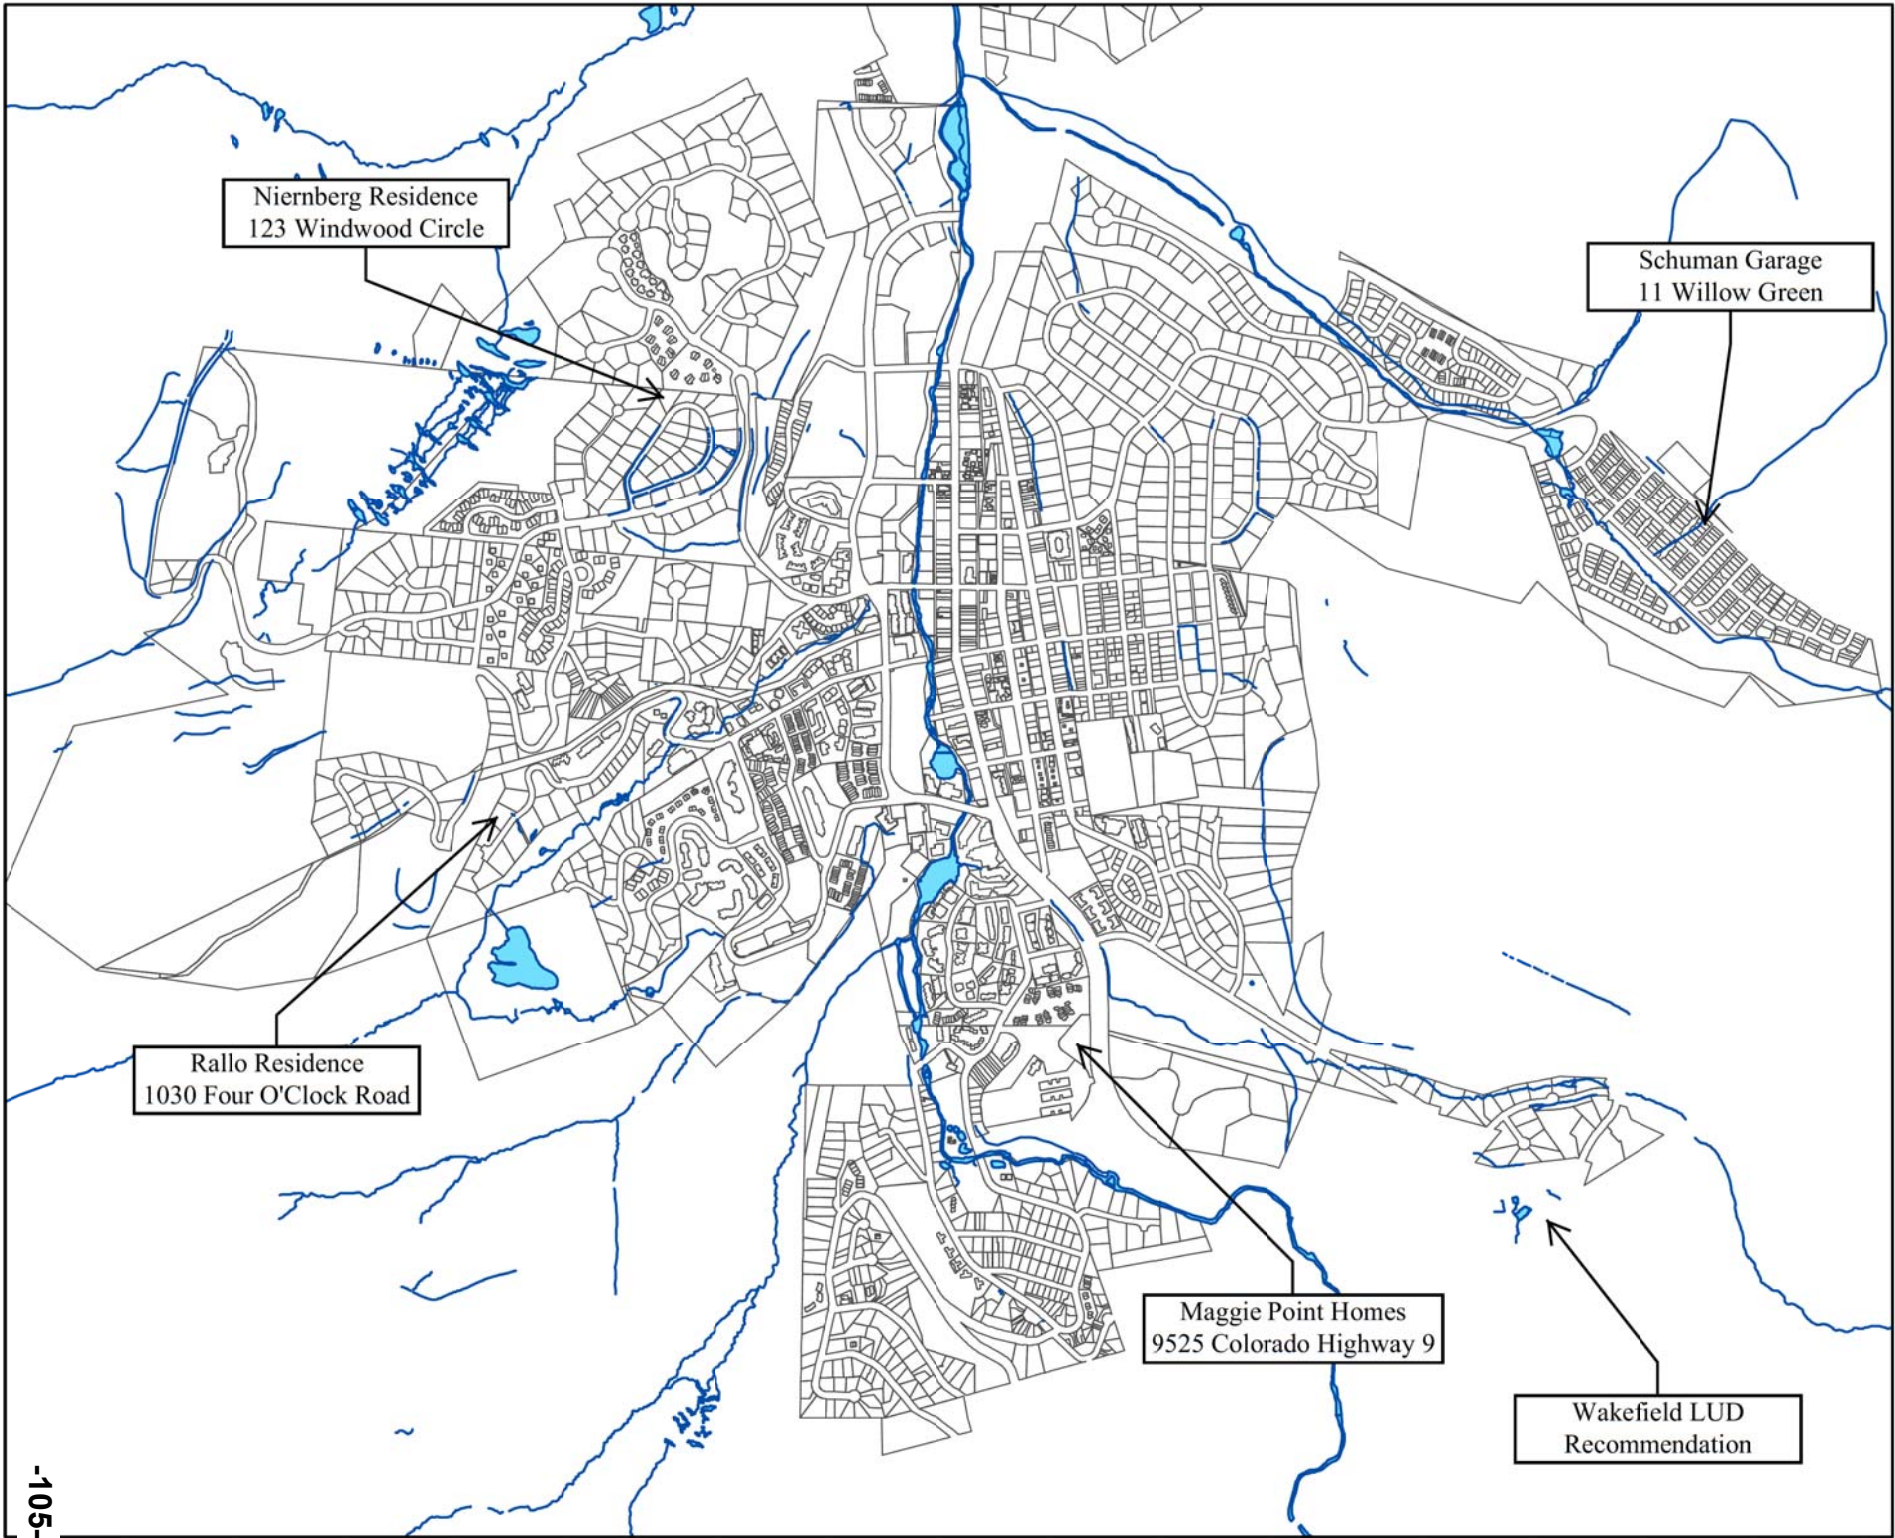 Niernberg Residence
123 Windwood Circle
Schuman Garage
11 Willow Green
Rallo Residence
1030 Four O'Clock Road
Maggie Point Homes
9525 Colorado Highway 9
Wakefield LUD
Recommendation
-105-